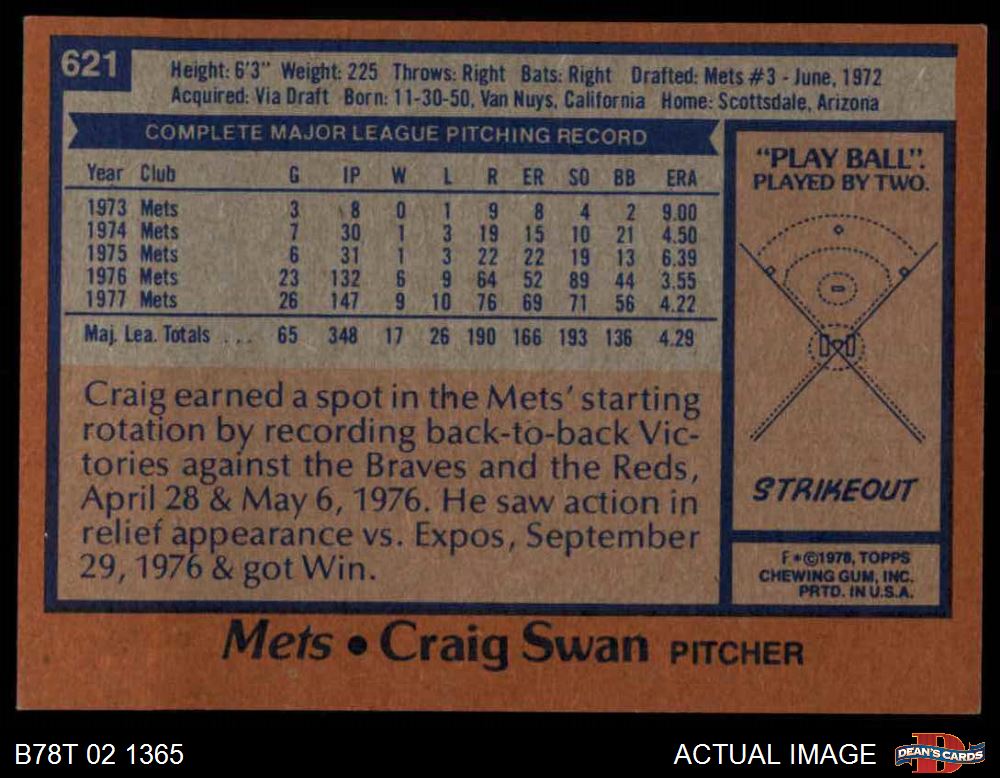 621
Height: 6'3" Weight: 225 Throws: Right Bats: Right Drafted: Mets #3 - June, 1972
Acquired: Via Draft Born: 11-30-50, Van Nuys, California Home: Scottsdale, Arizona
COMPLETE MAJOR LEAGUE PITCHING RECORD
Year Club G IP W L R ER SO BB ERA
1973 Mets 3 8 0 1 9 8 4 2 9.00
1974 Mets 7 30 1 3 19 15 10 21 4.50
1975 Mets 6 31 1 3 22 22 19 13 6.39
1976 Mets 23 132 6 9 64 52 89 44 3.55
1977 Mets 26 147 9 10 76 69 71 56 4.22
Maj. Lea. Totals ... 65 348 17 26 190 166 193 136 4.29
Craig earned a spot in the Mets' starting
rotation by recording back-to-back Vic-
tories against the Braves and the Reds,
April 28 & May 6, 1976. He saw action in
relief appearance vs. Expos, September
29, 1976 & got Win.
"PLAY BALL".
PLAYED BY TWO.
STRIKEOUT
F*©1978, TOPPS
CHEWING GUM, INC.
PRTD. IN U.S.A.
Mets • Craig Swan PITCHER
B78T 02 1365
ACTUAL IMAGE
DEAN'S CARDS